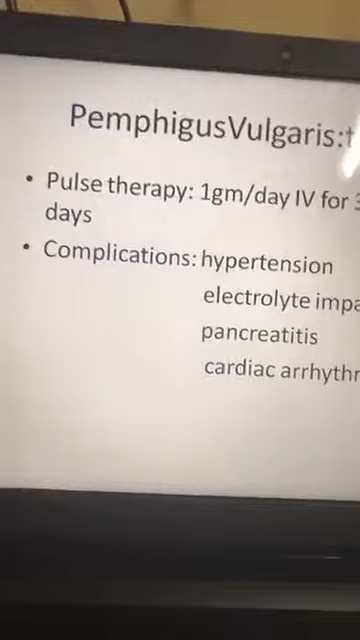 PemphigusVulgaris:
• Pulse therapy: 1gm/day IV for
days
• Complications: hypertension
electrolyte
pancreatitis
cardiac